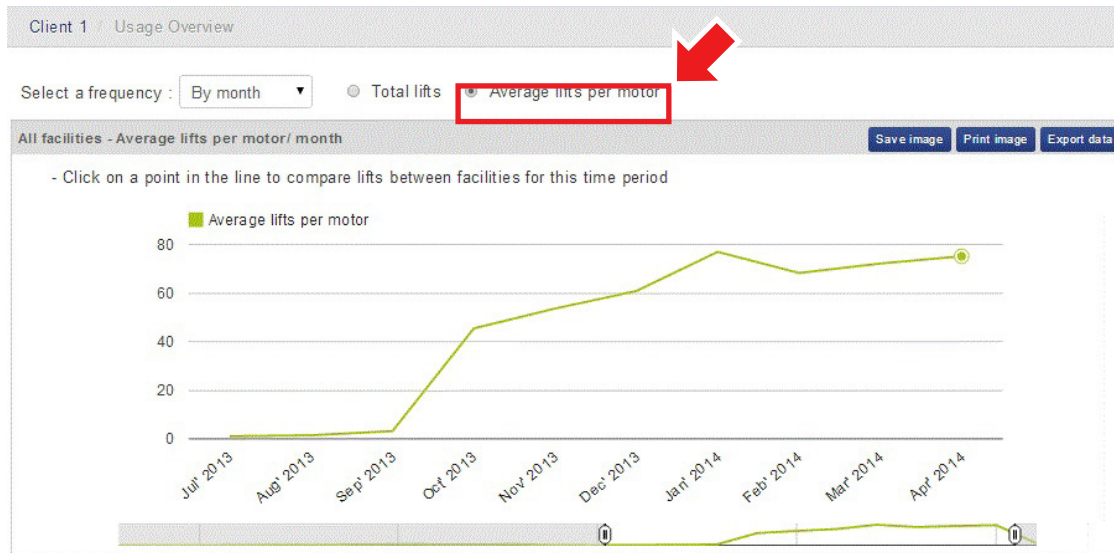 Client 1 / Usage Overview
Select a frequency : By month Total lifts Average lifts per motor
All facilities - Average lifts per motor/ month Save image Print image Export data
- Click on a point in the line to compare lifts between facilities for this time period
Average lifts per motor
80
60
40
20
0
Jul' 2013 Aug' 2013 Sep' 2013 Oct' 2013 Nov' 2013 Dec' 2013 Jan' 2014 Feb' 2014 Mar' 2014 Apr' 2014